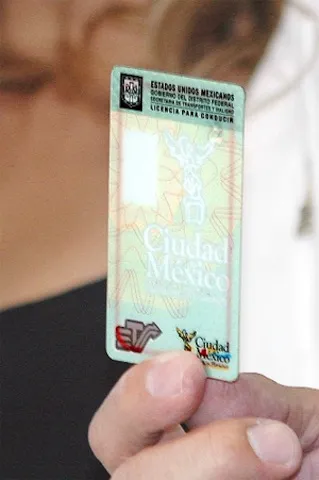 ESTADOS UNIDOS MEXICANOS
GOBIERNO DEL DISTRITO FEDERAL
SECRETARIA DE TRANSPORTES Y VIALIDAD
LICENCIA PARA CONDUCIR
Ciudad
México
Ciudad
México